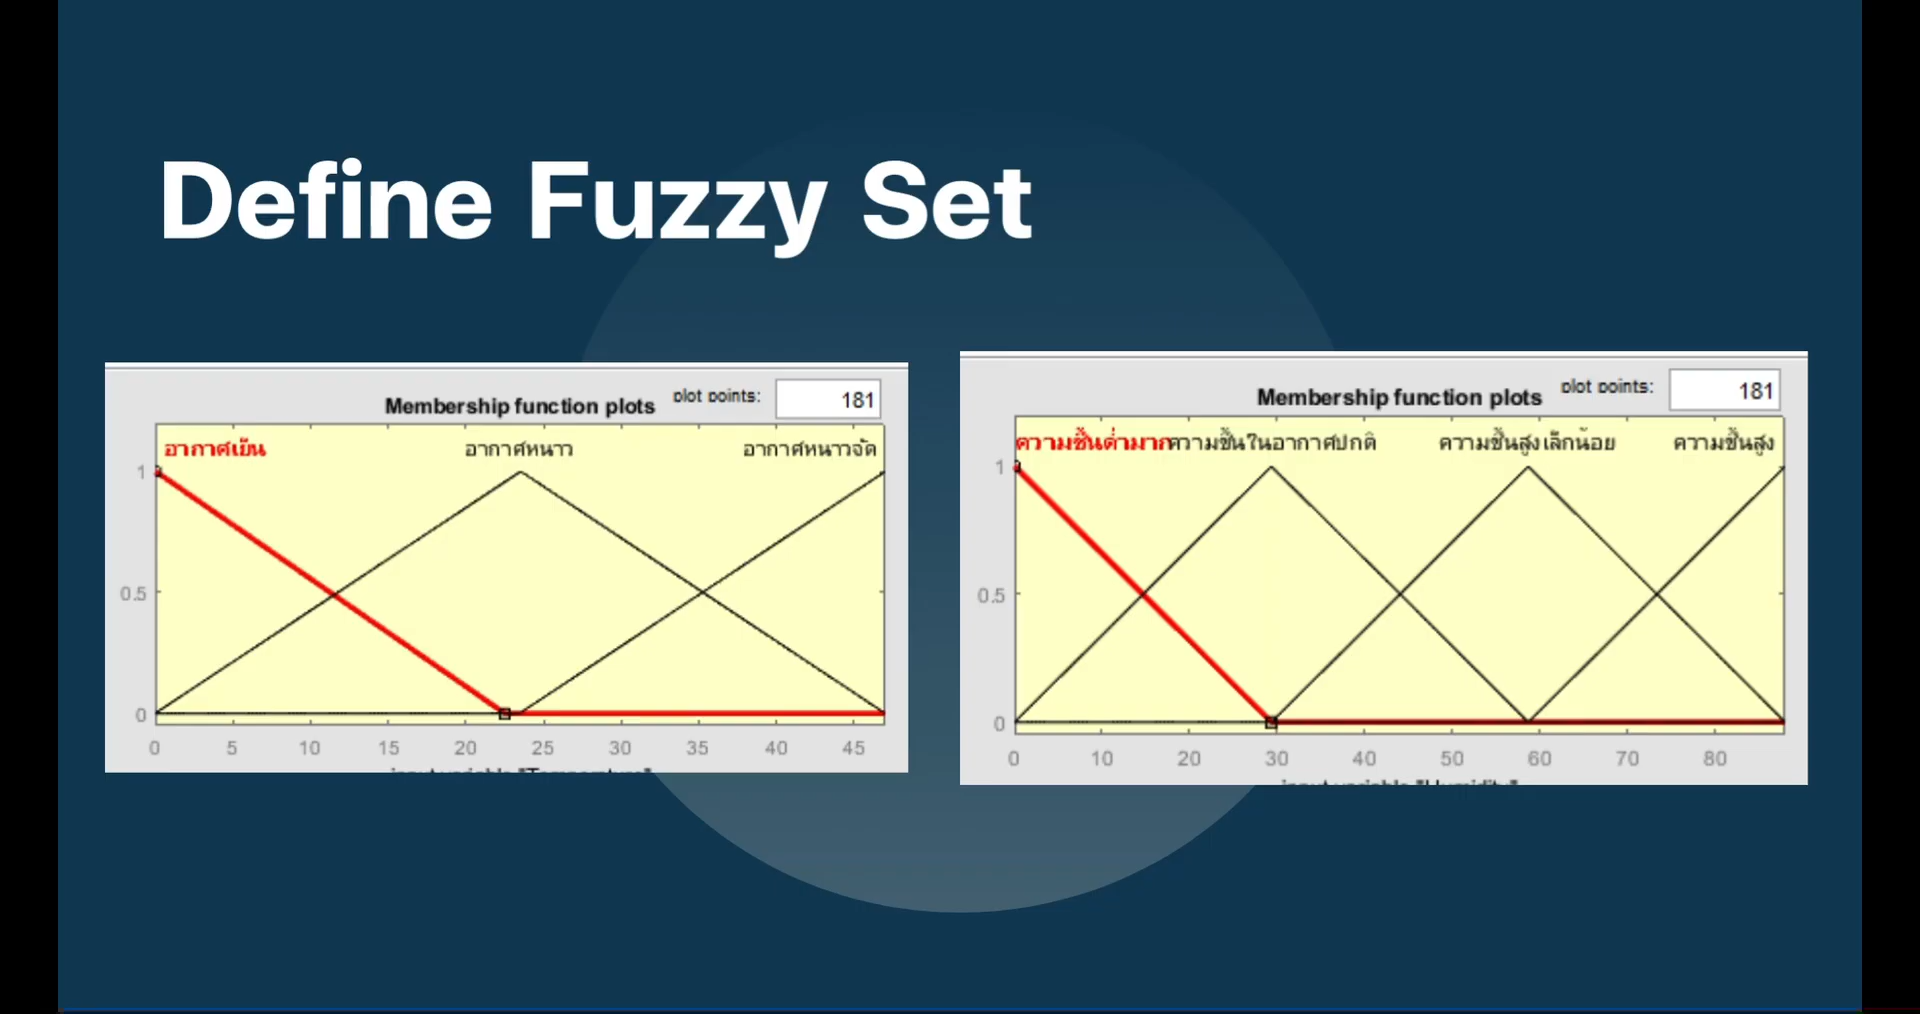 Define Fuzzy Set
Membership function plots
plot points:
181
อากาศเย็น
อากาศหนาว
อากาศหนาวจัด
1
0.5
0
0 5 10 15 20 25 30 35 40 45
input variable "Temperature"
Membership function plots
plot points:
181
ความชื้นต่ำมาก
ความชื้นในอากาศปกติ
ความชื้นสูงเล็กน้อย
ความชื้นสูง
1
0.5
0
0 10 20 30 40 50 60 70 80
input variable "Humidity"